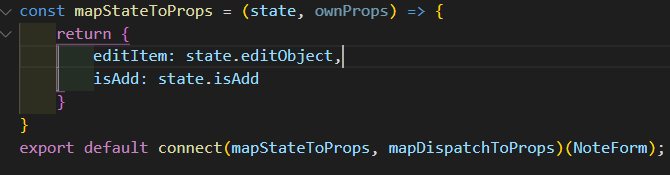 const mapStateToProps = (state, ownProps) => {
    return {
        editItem: state.editObject,
        isAdd: state.isAdd
    }
}
export default connect(mapStateToProps, mapDispatchToProps)(NoteForm);